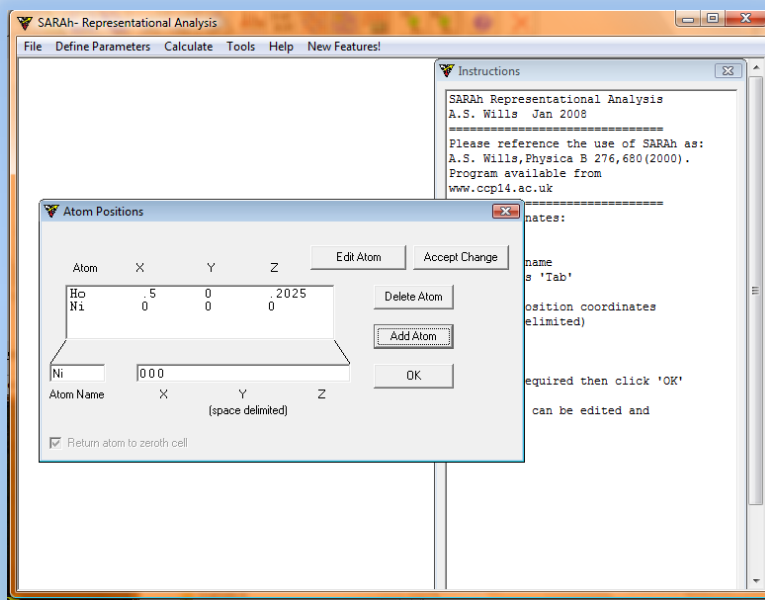 SARAh- Representational Analysis
File Define Parameters Calculate Tools Help New Features!
Instructions
SARAh Representational Analysis
A.S. Wills Jan 2008
==============================
Please reference the use of SARAh as:
A.S. Wills,Physica B 276,680(2000).
Program available from
www.ccp14.ac.uk
====================
nates:
name
s 'Tab'
osition coordinates
elimited)
equired then click 'OK'
can be edited and
Atom Positions
Edit Atom Accept Change
Atom X Y Z
Ho .5 0 .2025
Ni 0 0 0
Delete Atom
Add Atom
OK
Ni 0 0 0
Atom Name X Y Z
(space delimited)
Return atom to zeroth cell